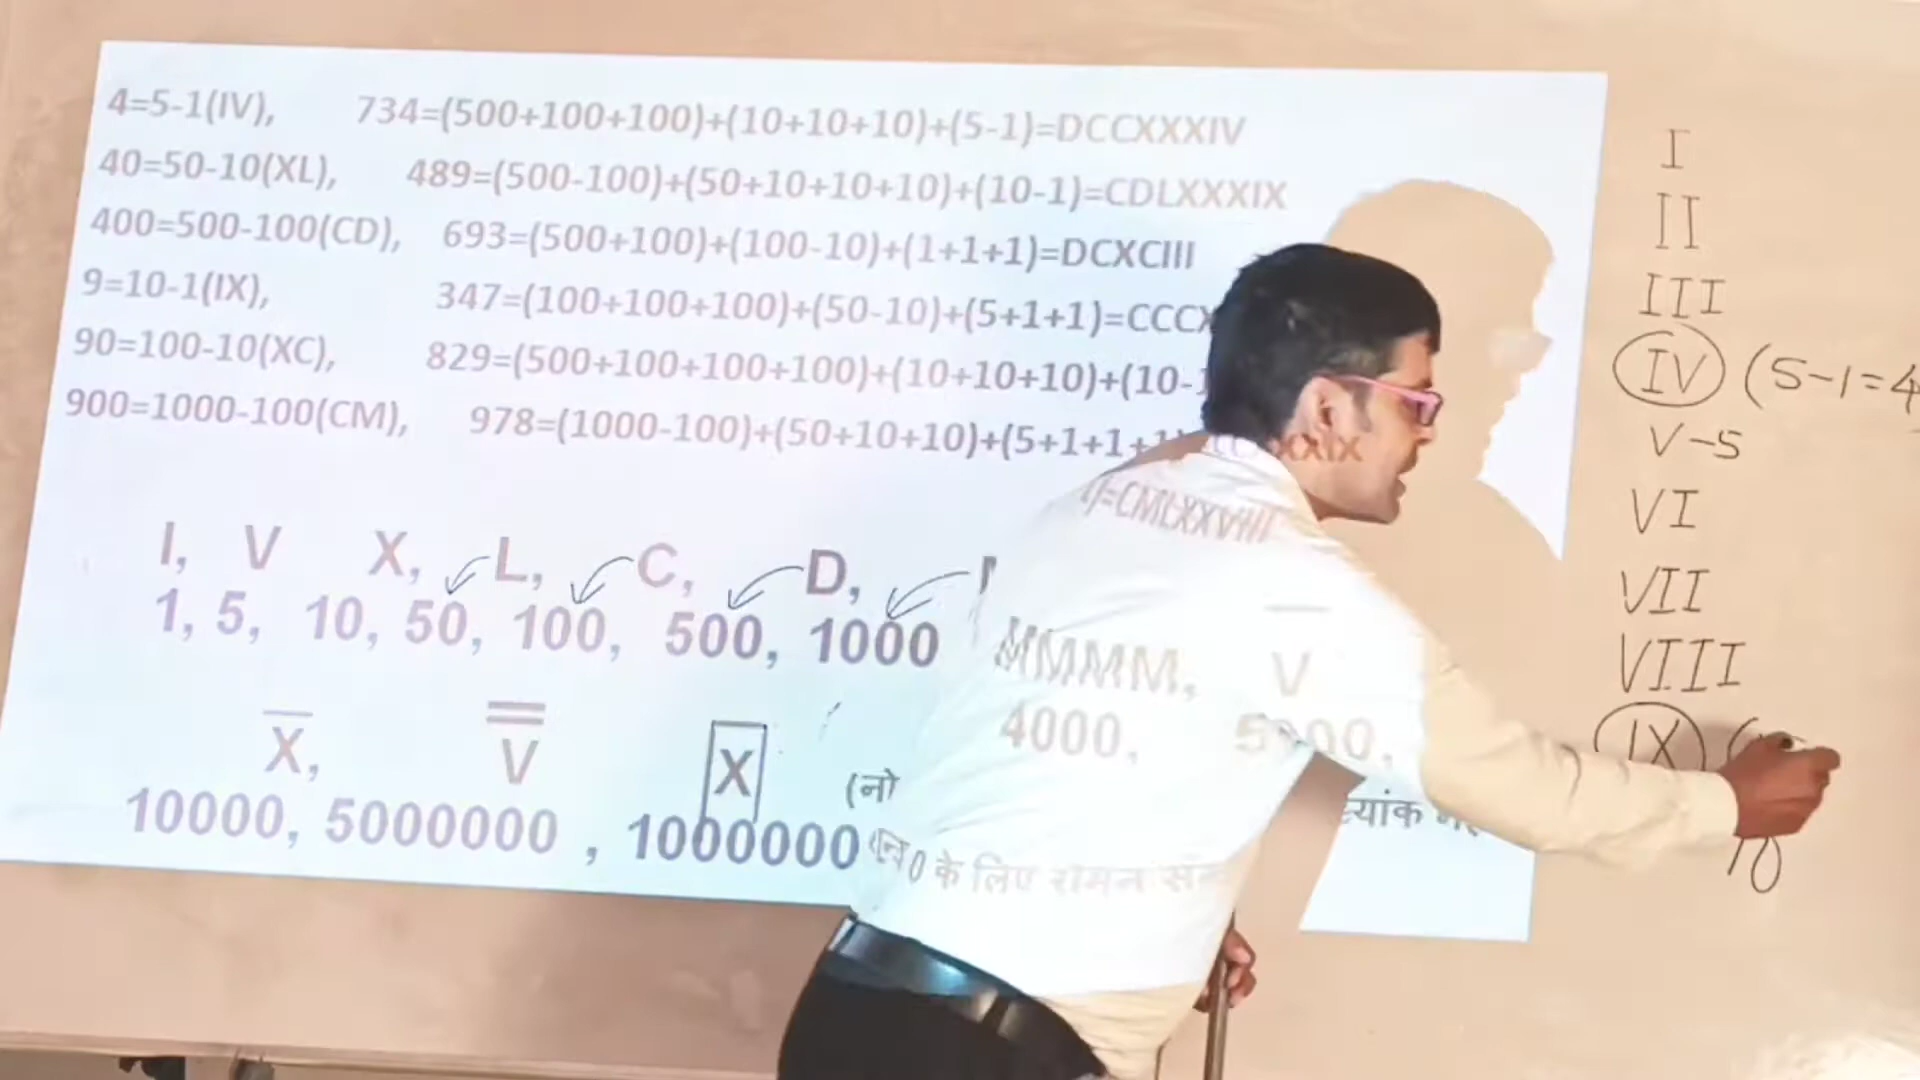 4=5-1(IV), 734=(500+100+100)+(10+10+10)+(5-1)=DCCXXXIV
40=50-10(XL), 489=(500-100)+(50+10+10+10)+(10-1)=CDLXXXIX
400=500-100(CD), 693=(500+100)+(100-10)+(1+1+1)=DCXCIII
9=10-1(IX), 347=(100+100+100)+(50-10)+(5+1+1)=CCCX
90=100-10(XC), 829=(500+100+100+100)+(10+10+10)+(10-1
900=1000-100(CM), 978=(1000-100)+(50+10+10)+(5+1+1+1)=CMLXXVIII
I, V X, L, C, D,
1, 5, 10, 50, 100, 500, 1000
MMMM, V̅
4000, 5000,
X̅, V̿ X
10000, 5000000 , 1000000
(नो
0 के लिए रोमन
I
II
III
IV (5-1=4
V-5
VI
VII
VIII
IX
10